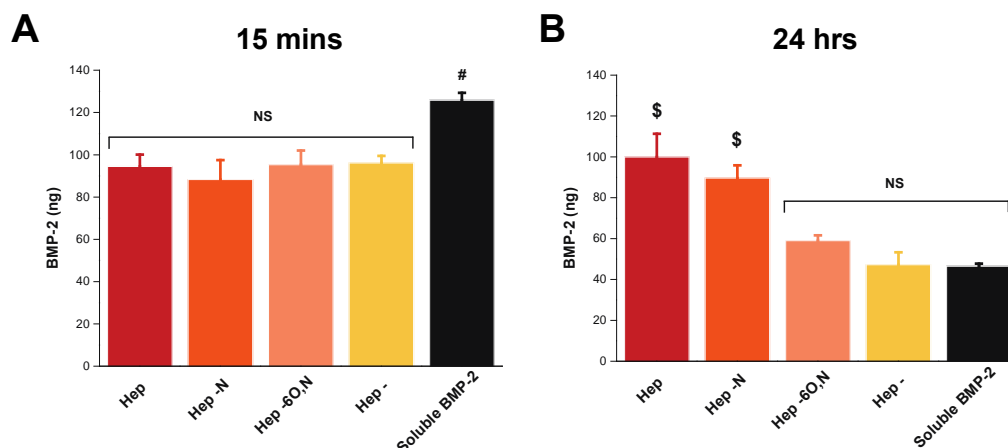 A
15 mins
BMP-2 (ng)
140
120
100
80
60
40
20
0
NS
#
Hep
Hep -N
Hep -6O,N
Hep -
Soluble BMP-2
B
24 hrs
BMP-2 (ng)
140
120
100
80
60
40
20
0
$
$
NS
Hep
Hep -N
Hep -6O,N
Hep -
Soluble BMP-2